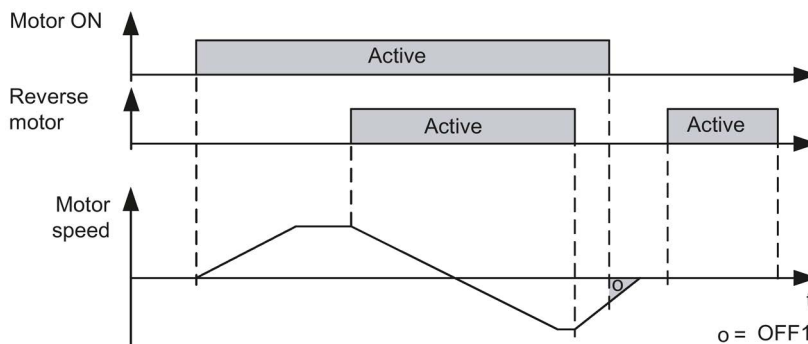 Motor ON
Active
Reverse
motor
Active
Active
Motor
speed
o
o = OFF1